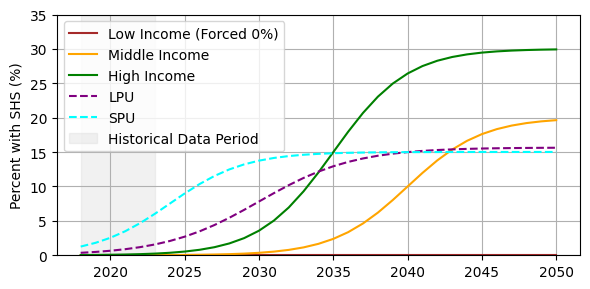 Percent with SHS (%)
35
30
25
20
15
10
5
0
Low Income (Forced 0%)
Middle Income
High Income
LPU
SPU
Historical Data Period
2020 2025 2030 2035 2040 2045 2050